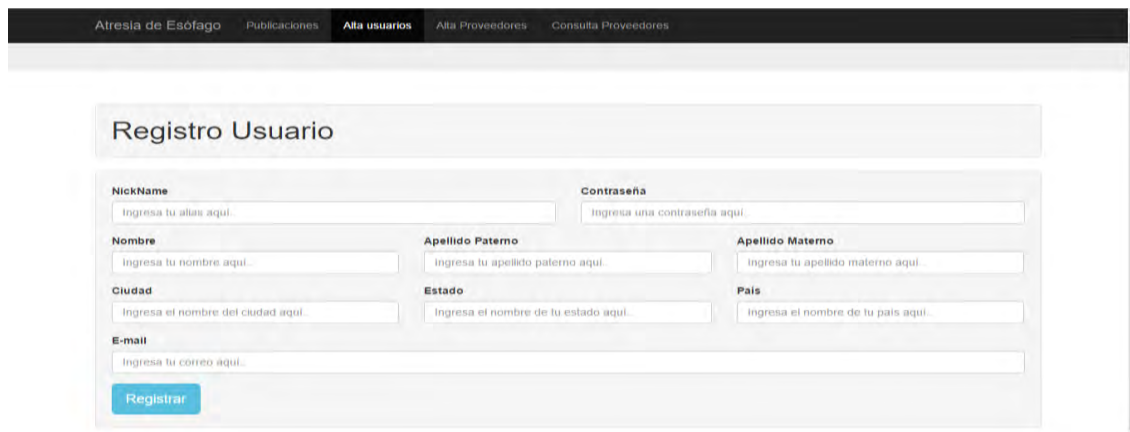 Atresia de Esófago Publicaciones Alta usuarios Alta Proveedores Consulta Proveedores
Registro Usuario
NickName Contraseña
Ingresa tu alias aquí.. Ingresa una contraseña aquí..
Nombre Apellido Paterno Apellido Materno
Ingresa tu nombre aquí.. Ingresa tu apellido paterno aquí.. Ingresa tu apellido materno aquí..
Ciudad Estado País
Ingresa el nombre del ciudad aquí.. Ingresa el nombre de tu estado aquí.. Ingresa el nombre de tu país aquí..
E-mail
Ingresa tu correo aquí..
Registrar